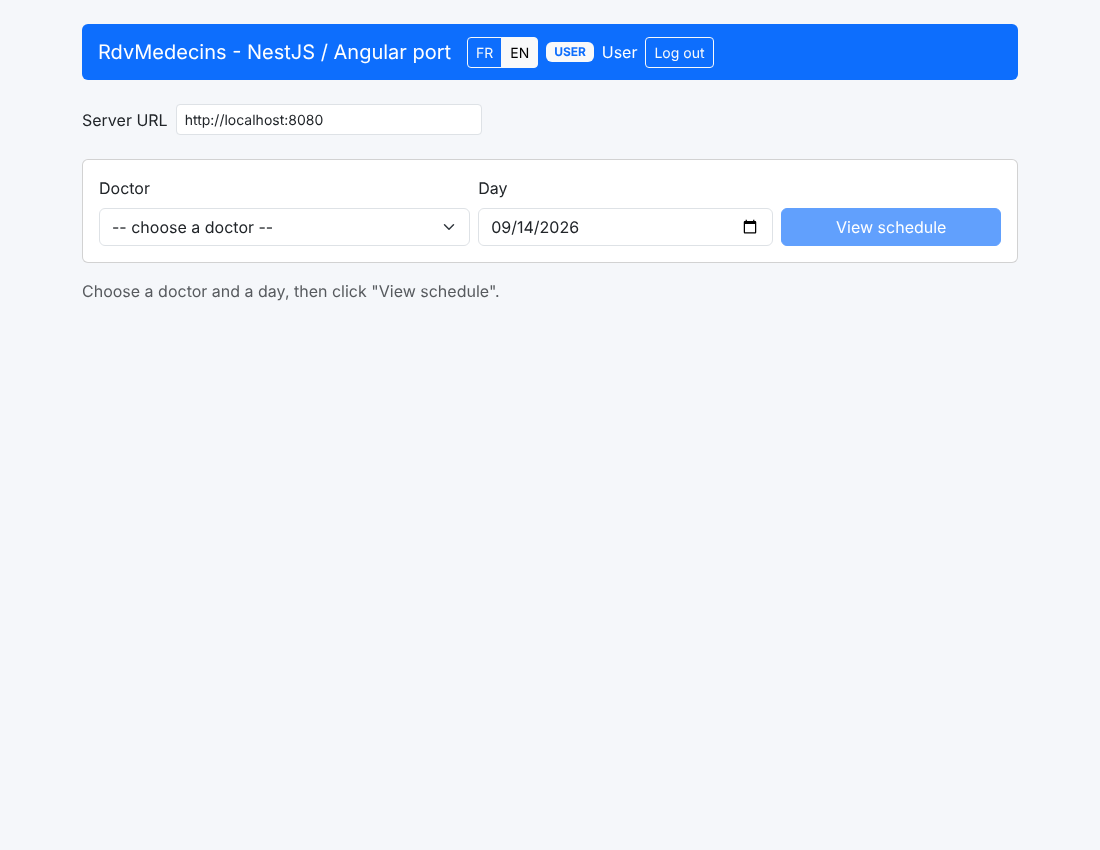 RdvMedecins - NestJS / Angular port FR EN USER User Log out
Server URL http://localhost:8080
Doctor Day
-- choose a doctor -- 09/14/2026 View schedule
Choose a doctor and a day, then click "View schedule".